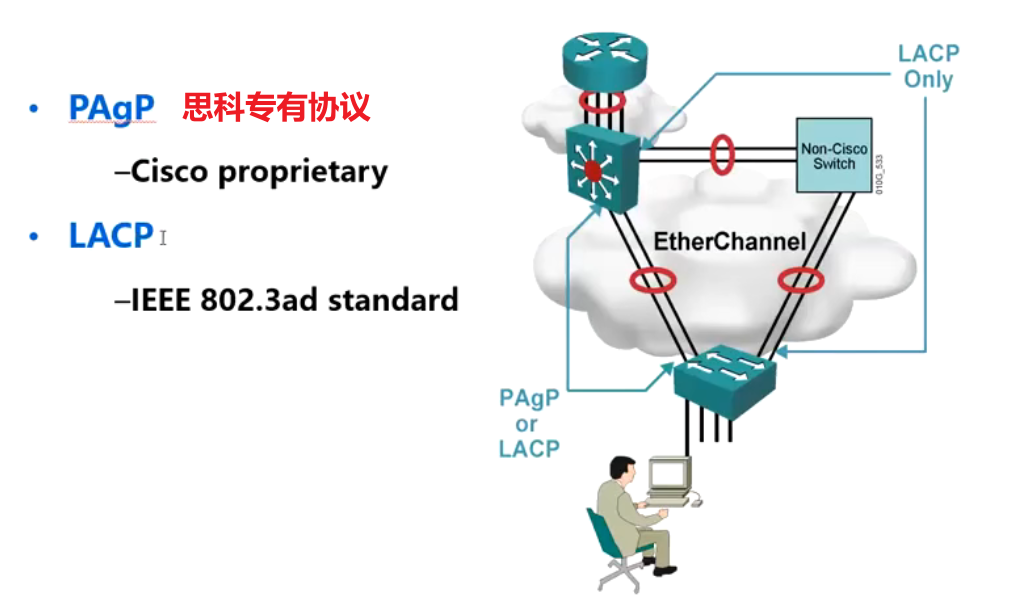 • PAgP 思科专有协议
–Cisco proprietary
• LACP
–IEEE 802.3ad standard
LACP
Only
Non-Cisco
Switch
010G_533
EtherChannel
PAgP
or
LACP